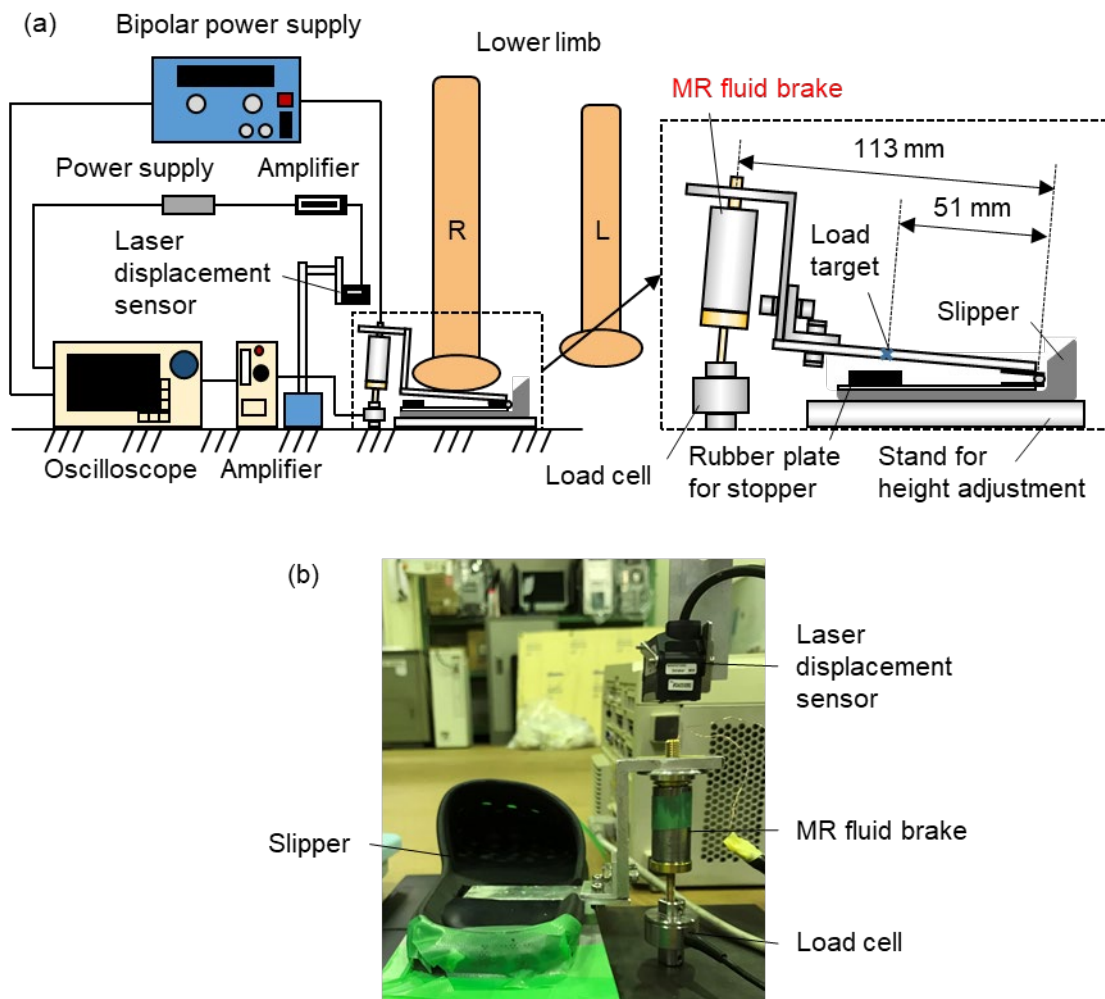 (a)
Bipolar power supply
Lower limb
MR fluid brake
113 mm
Power supply
Amplifier
51 mm
R
L
Load
target
Laser
displacement
sensor
Slipper
Oscilloscope
Amplifier
Load cell
Rubber plate
for stopper
Stand for
height adjustment
(b)
Laser
displacement
sensor
Slipper
MR fluid brake
Load cell